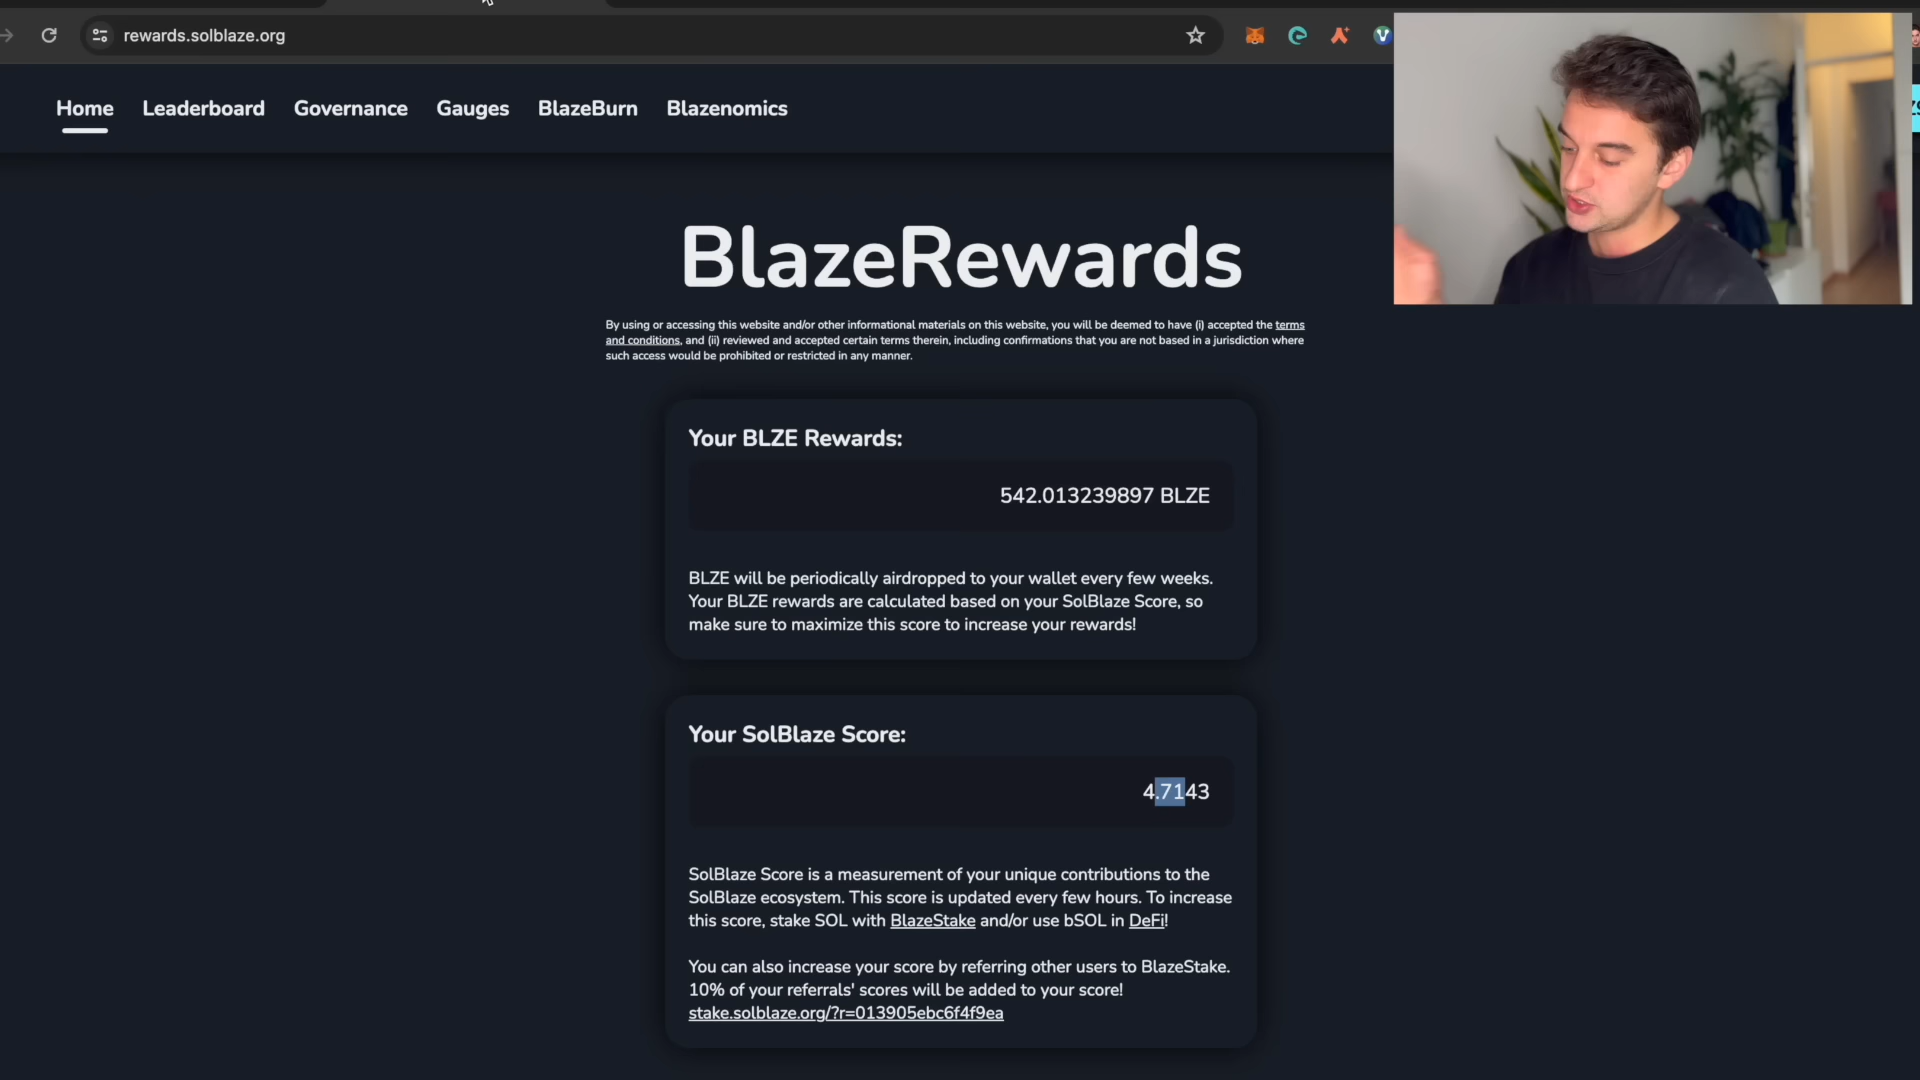 rewards.solblaze.org
Home
Leaderboard
Governance
Gauges
BlazeBurn
Blazenomics
BlazeRewards
By using or accessing this website and/or other informational materials on this website, you will be deemed to have (i) accepted the terms
and conditions, and (ii) reviewed and accepted certain terms therein, including confirmations that you are not based in a jurisdiction where
such access would be prohibited or restricted in any manner.
Your BLZE Rewards:
542.013239897 BLZE
BLZE will be periodically airdropped to your wallet every few weeks.
Your BLZE rewards are calculated based on your SolBlaze Score, so
make sure to maximize this score to increase your rewards!
Your SolBlaze Score:
4.7143
SolBlaze Score is a measurement of your unique contributions to the
SolBlaze ecosystem. This score is updated every few hours. To increase
this score, stake SOL with BlazeStake and/or use bSOL in DeFi!
You can also increase your score by referring other users to BlazeStake.
10% of your referrals' scores will be added to your score!
stake.solblaze.org/?r=013905ebc6f4f9ea